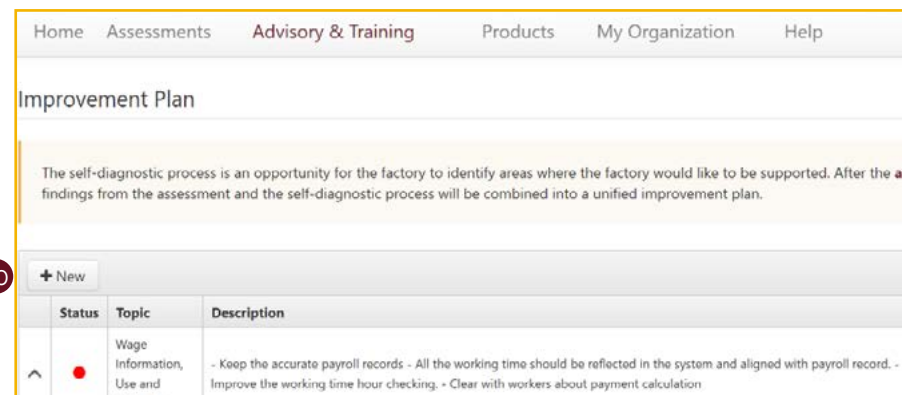 Home Assessments Advisory & Training Products My Organization Help
Improvement Plan
The self-diagnostic process is an opportunity for the factory to identify areas where the factory would like to be supported. After the
findings from the assessment and the self-diagnostic process will be combined into a unified improvement plan.
+ New
Status Topic Description
Wage
Information,
Use and
- Keep the accurate payroll records - All the working time should be reflected in the system and aligned with payroll record. -
Improve the working time hour checking. - Clear with workers about payment calculation